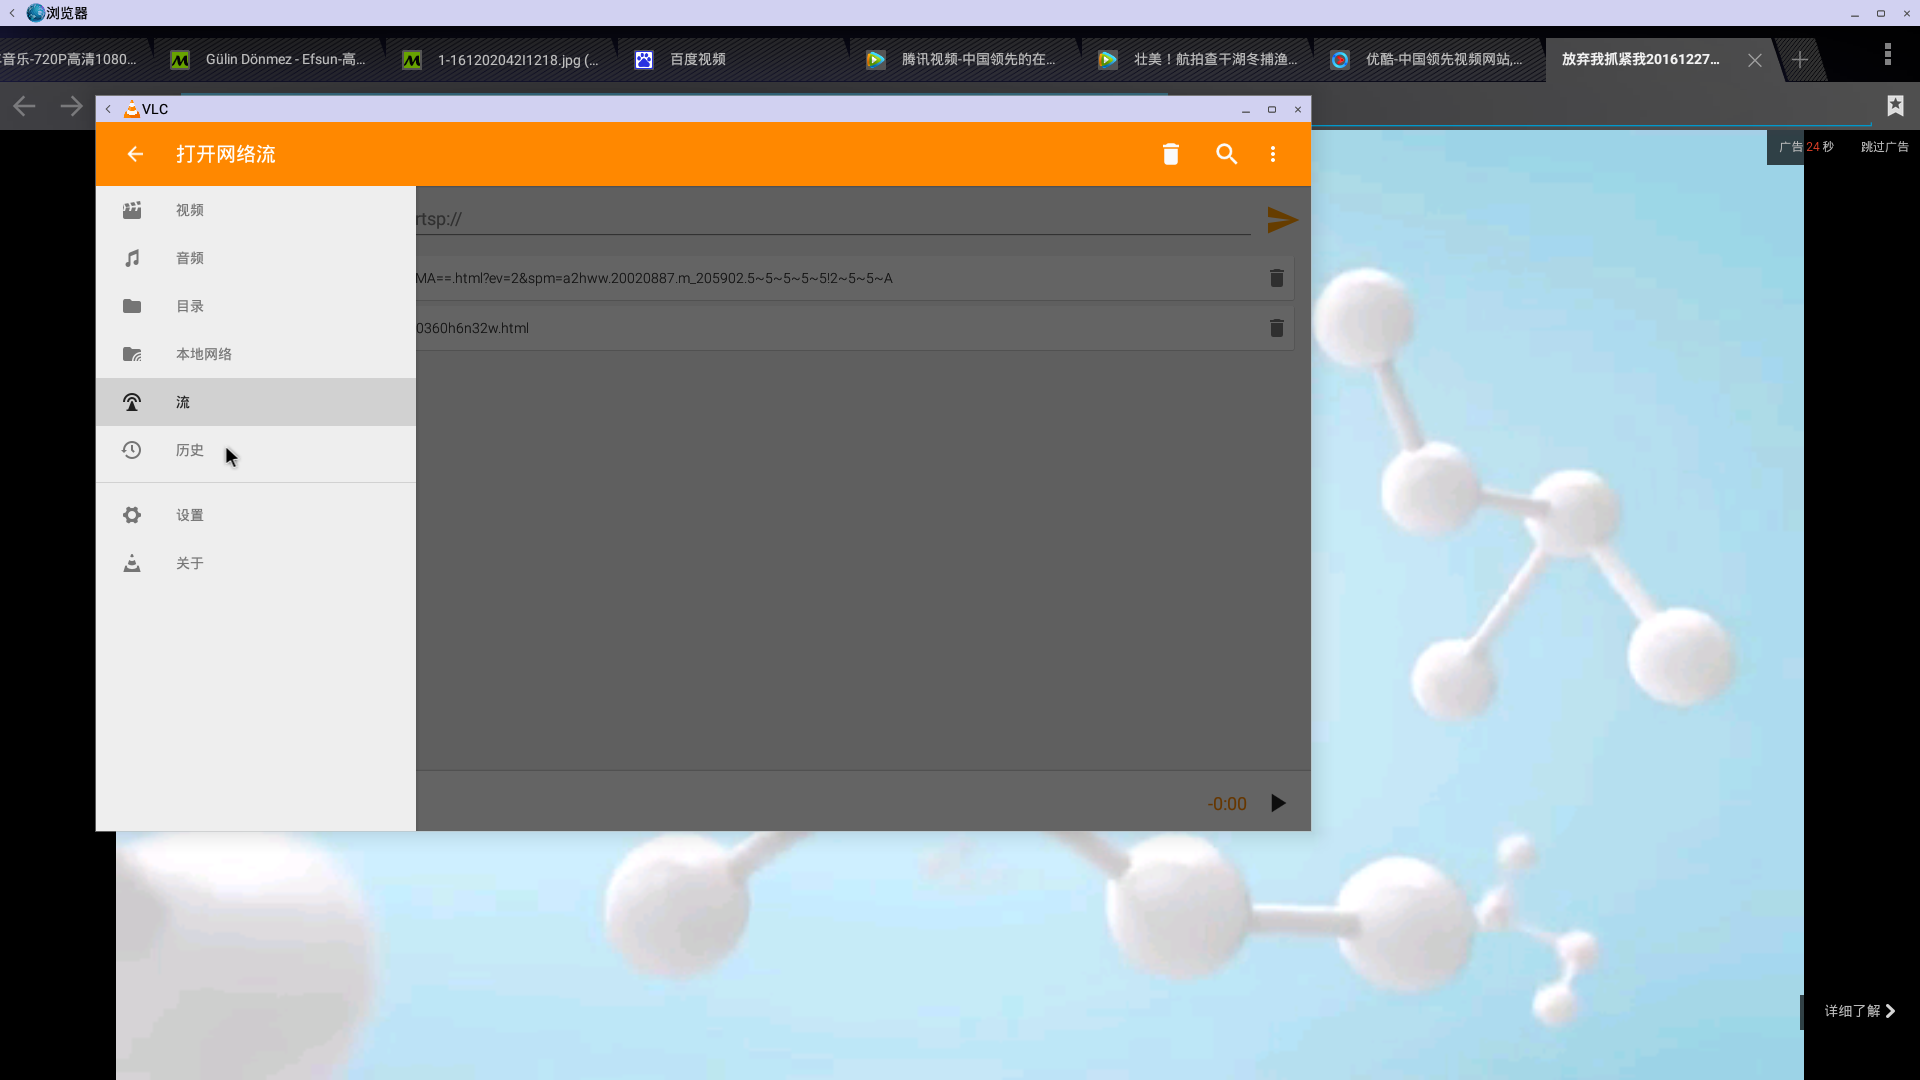 浏览器
音乐-720P高清1080...
Gülin Dönmez - Efsun-高...
1-161202042I1218.jpg (...
百度视频
腾讯视频-中国领先的在...
壮美！航拍查干湖冬捕渔...
优酷-中国领先视频网站,...
放弃我抓紧我20161227...
VLC
打开网络流
广告 24 秒
跳过广告
视频
rtsp://
音频
MA==.html?ev=2&spm=a2hww.20020887.m_205902.5~5~5~5~5!2~5~5~A
目录
0360h6n32w.html
本地网络
流
历史
设置
关于
-0:00
详细了解